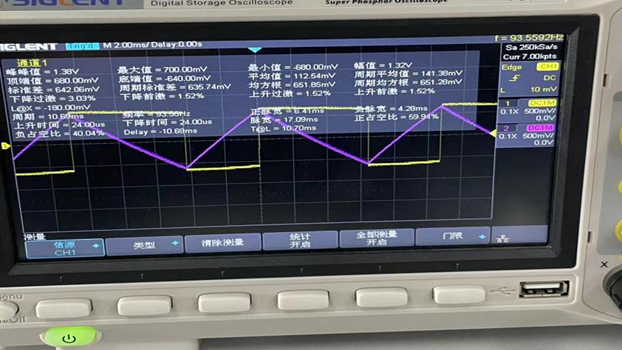 SIGLENT Digital Storage Oscilloscope Super Phosphor Oscilloscope
SIGLENT Trig'd M 2.00ms/ Delay:0.00s f = 93.5592Hz
Sa 250kSa/s
Curr 7.00kpts
Edge CH1
DC
L 10 mV
1 DC1M
0.1X 500mV/
0.0V
2 DC1M
0.1X 500mV/
0.0V
通道1
峰峰值 = 1.38V 最大值 = 700.00mV 最小值 = -680.00mV 幅值 = 1.32V
顶端值 = 680.00mV 底端值 = -640.00mV 平均值 = 112.54mV 周期平均值 = 141.38mV
标准差 = 642.06mV 周期标准差 = 635.74mV 均方根 = 651.85mV 周期均方根 = 651.28mV
下降过激 = 3.03% 下降前激 = 1.52% 上升过激 = 1.52% 上升前激 = 1.52%
L@X = -180.00mV
周期 = 10.69ms 频率 = 93.55Hz 正脉宽 = 6.41ms 负脉宽 = 4.28ms
上升时间 = 24.00us 下降时间 = 24.00us 脉宽 = 17.09ms 正占空比 = 59.94%
负占空比 = 40.04% Delay = -10.69ms T@L = 10.70ms
测量
信源 CH1 类型 清除测量 统计 开启 全部测量 开启 门限
Menu
On/Off
X